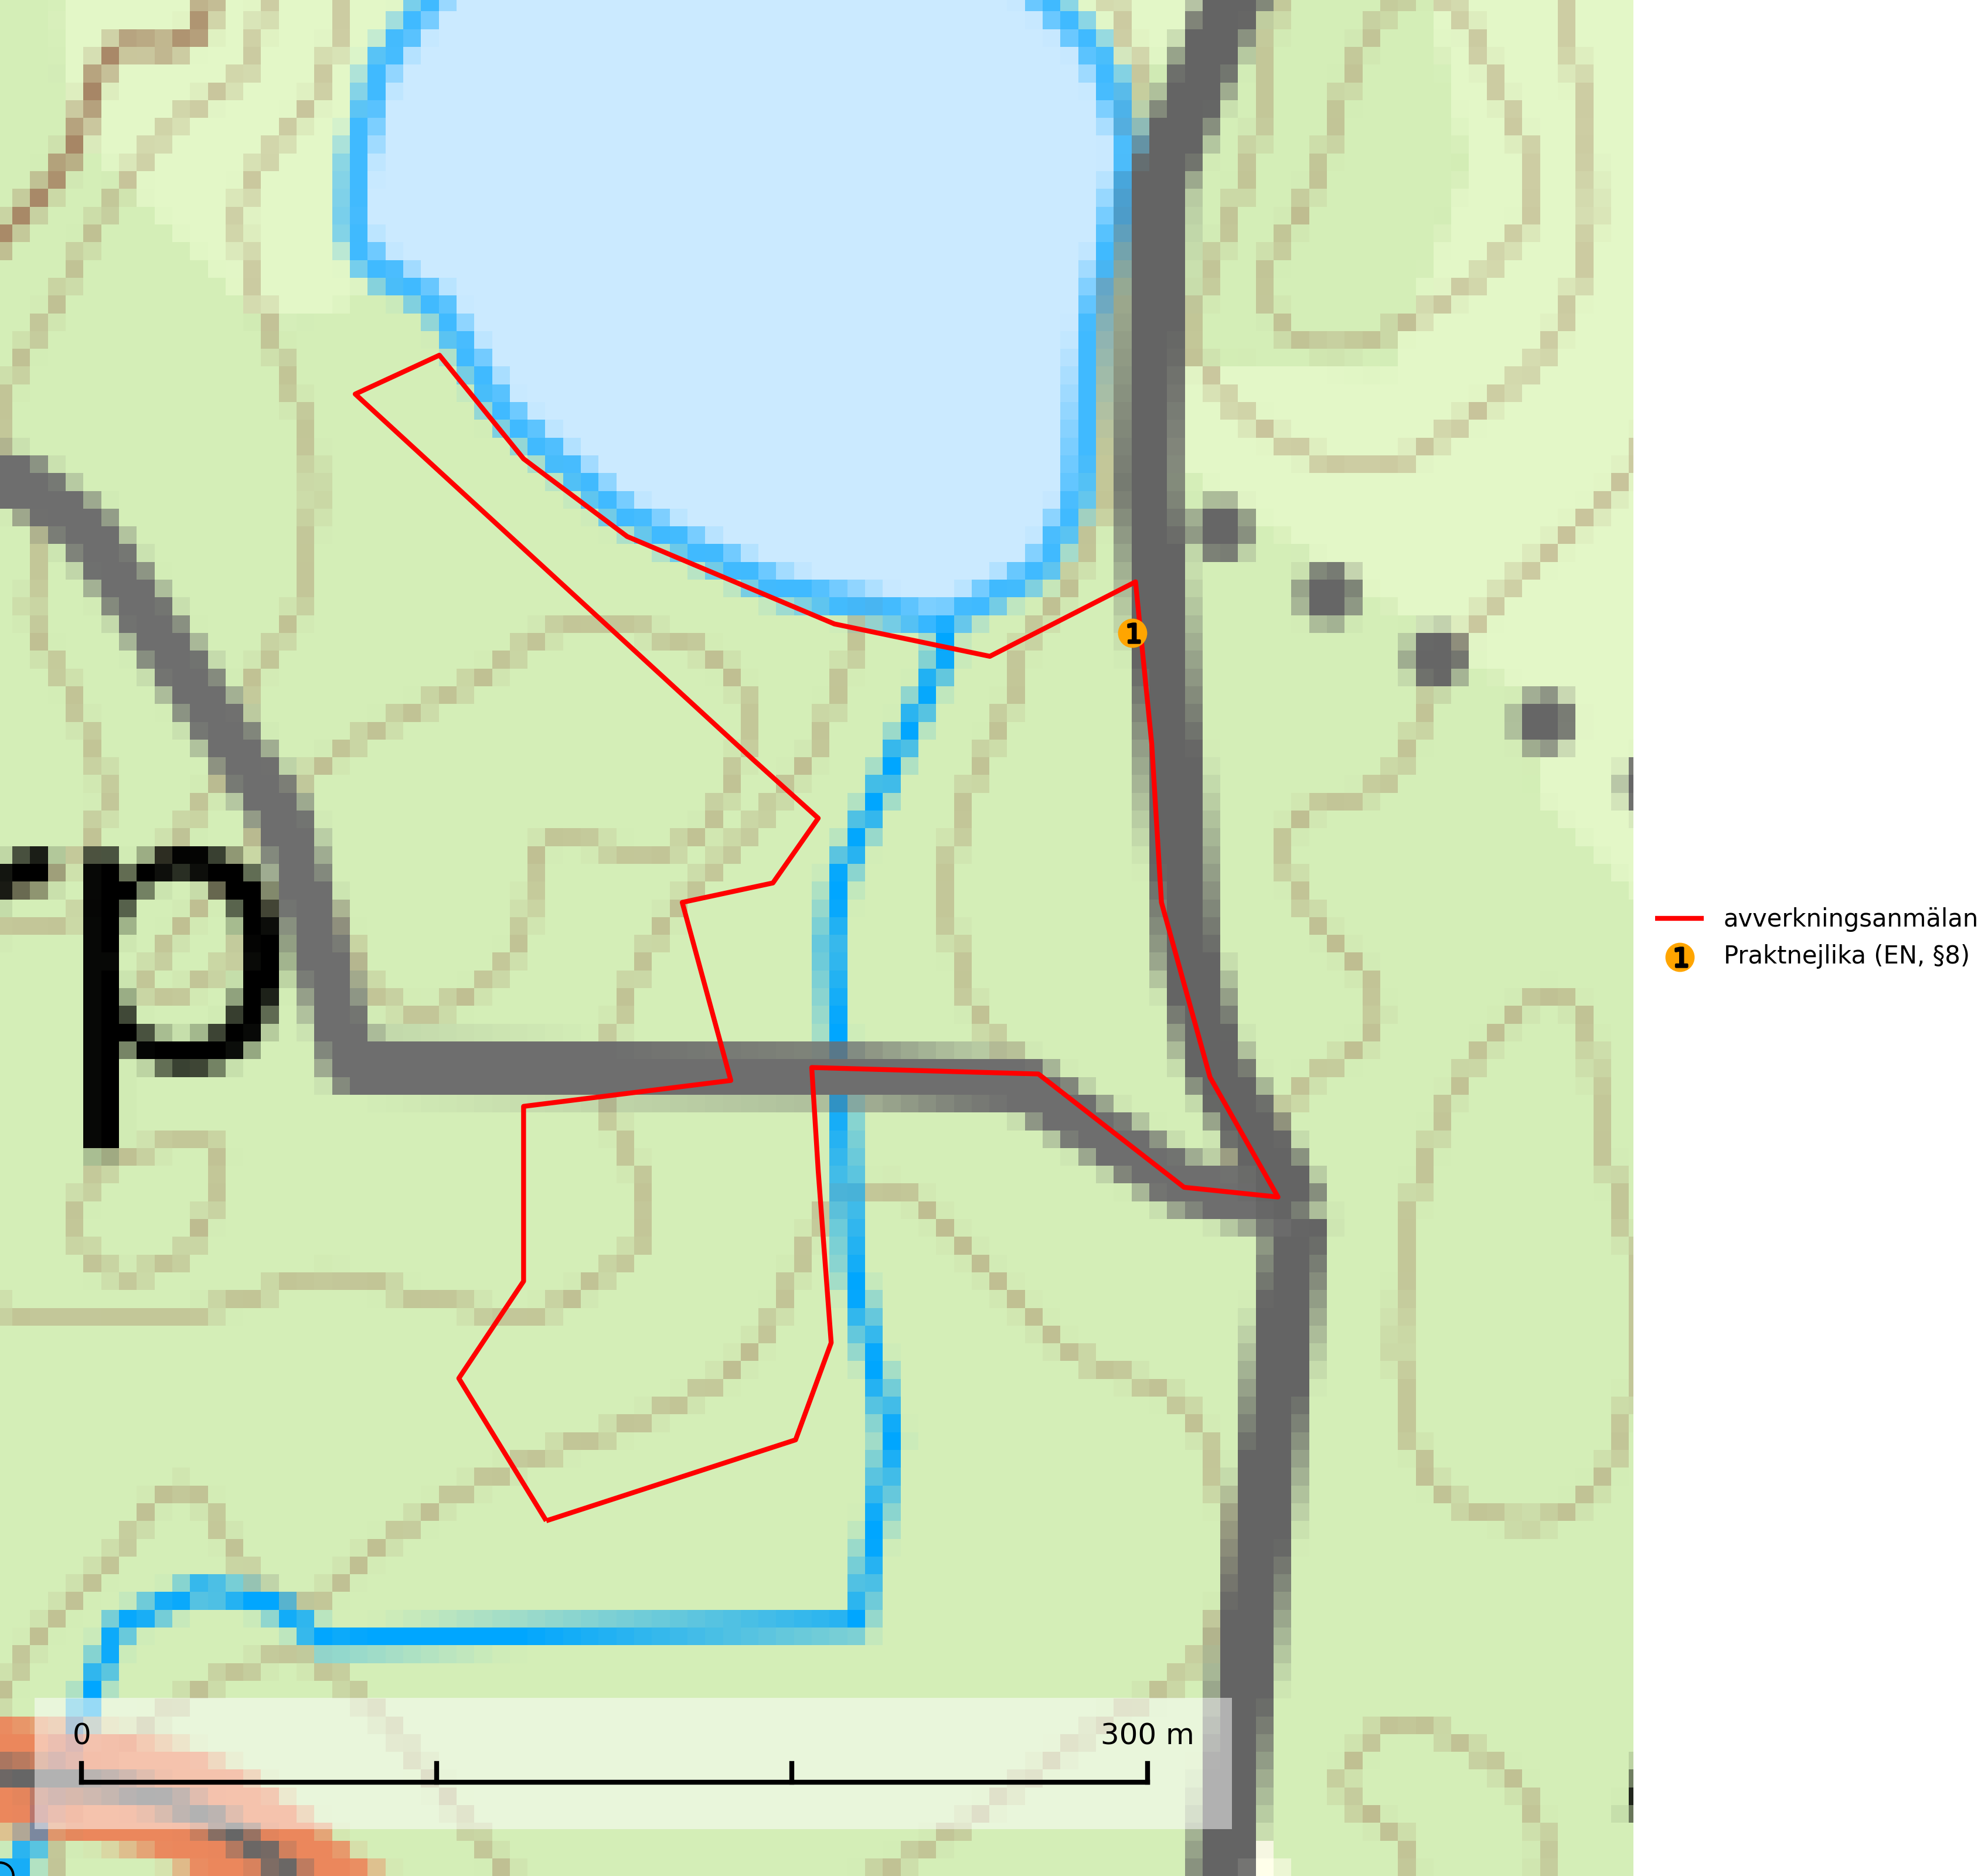 1
p
avverkningsanmälan
1 Praktnejlika (EN, §8)
0 300 m